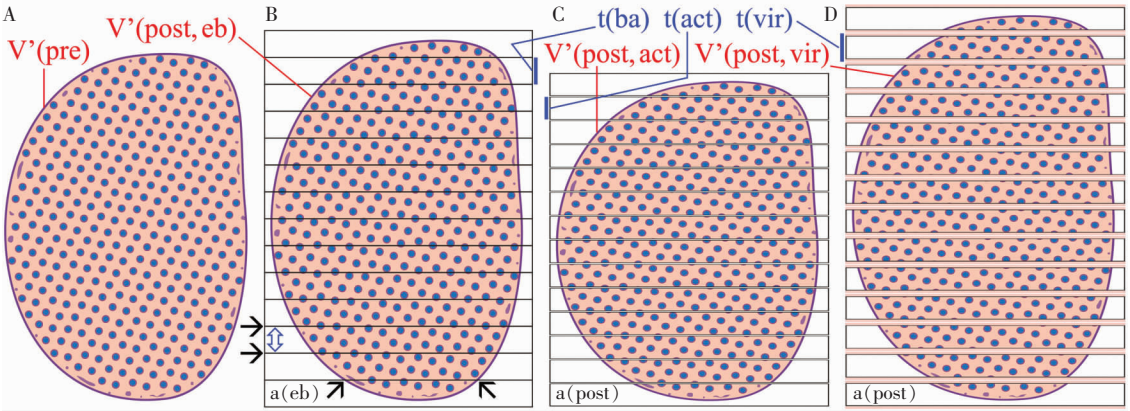 A
B
C
D
V’(pre)
V’(post, eb)
t(ba) t(act) t(vir)
V’(post, act) V’(post, vir)
a(eb)
a(post)
a(post)